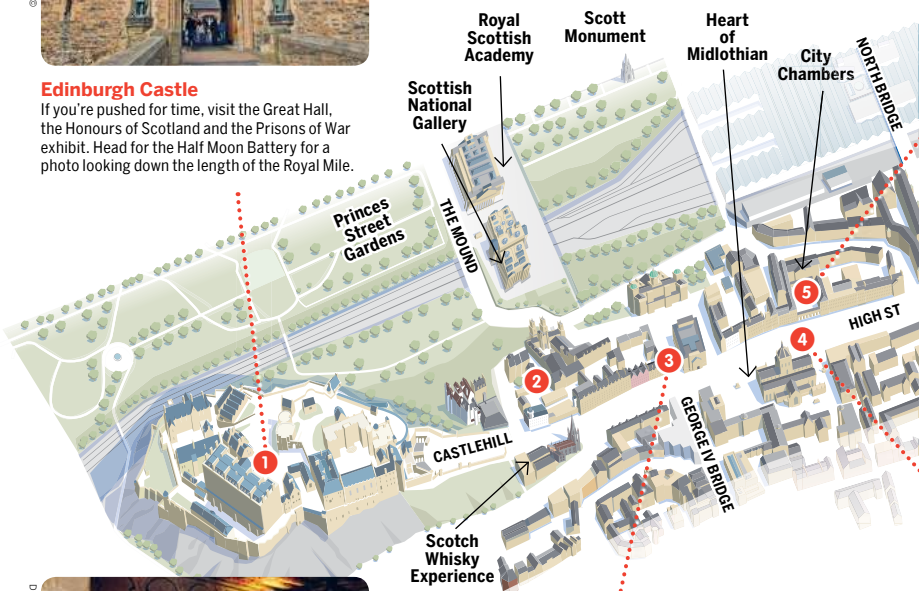 Edinburgh Castle
If you're pushed for time, visit the Great Hall,
the Honours of Scotland and the Prisons of War
exhibit. Head for the Half Moon Battery for a
photo looking down the length of the Royal Mile.
Royal
Scottish
Academy
Scott
Monument
Heart
of
Midlothian
City
Chambers
NORTH BRIDGE
Scottish
National
Gallery
Princes
Street
Gardens
THE MOUND
5
HIGH ST
4
3
2
GEORGE IV BRIDGE
CASTLEHILL
1
Scotch
Whisky
Experience
D